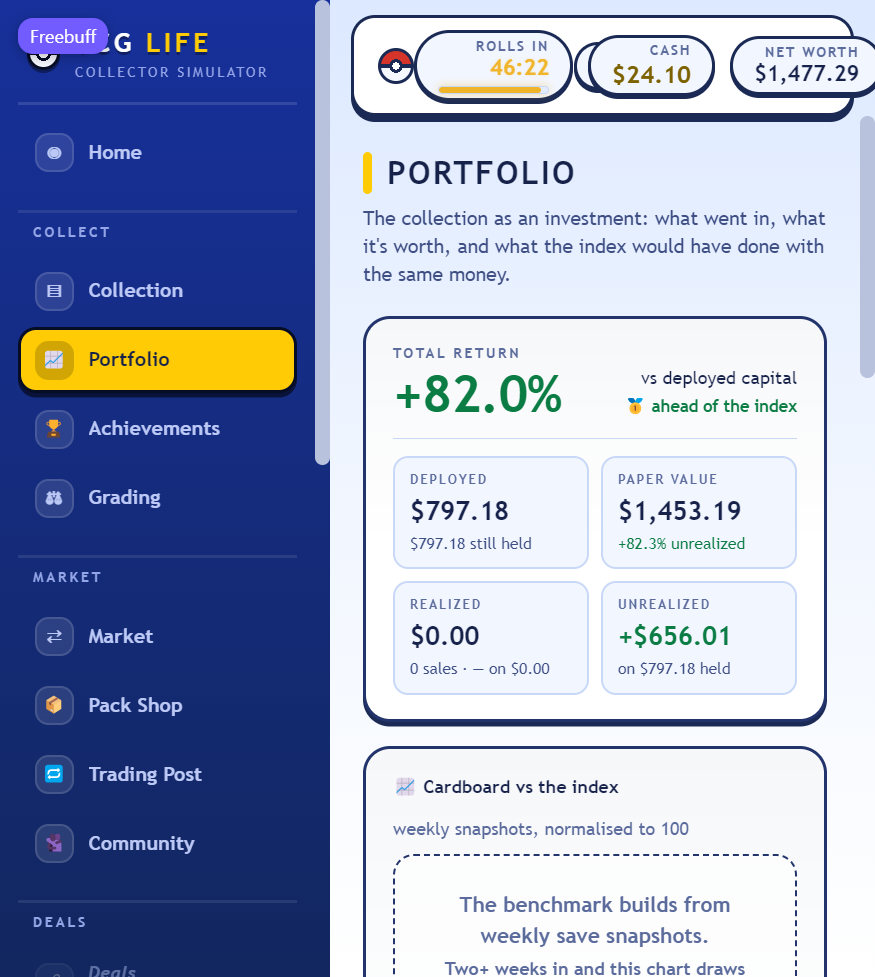 Freebuff
CG LIFE
COLLECTOR SIMULATOR
Home
COLLECT
Collection
Portfolio
Achievements
Grading
MARKET
Market
Pack Shop
Trading Post
Community
DEALS
Deals
ROLLS IN
46:22
CASH
$24.10
NET WORTH
$1,477.29
PORTFOLIO
The collection as an investment: what went in, what
it's worth, and what the index would have done with
the same money.
TOTAL RETURN
+82.0%
vs deployed capital
ahead of the index
DEPLOYED
$797.18
$797.18 still held
PAPER VALUE
$1,453.19
+82.3% unrealized
REALIZED
$0.00
0 sales · — on $0.00
UNREALIZED
+$656.01
on $797.18 held
Cardboard vs the index
weekly snapshots, normalised to 100
The benchmark builds from
weekly save snapshots.
Two+ weeks in and this chart draws